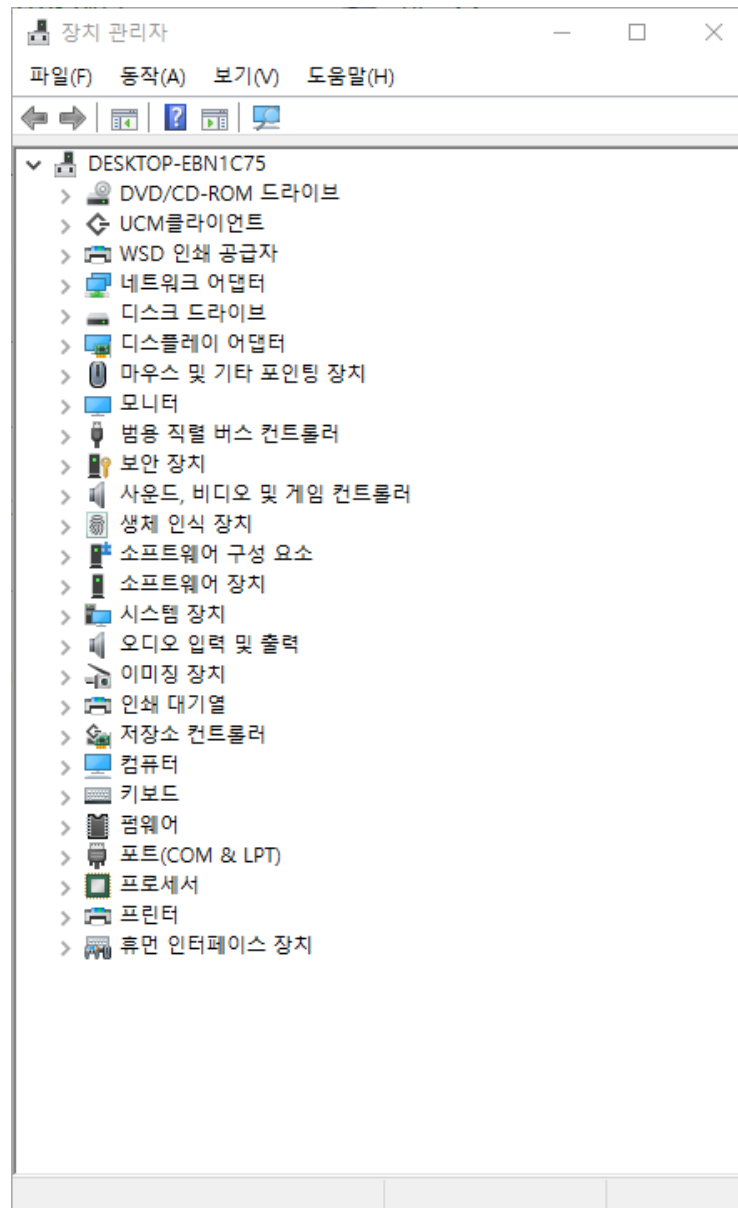 장치 관리자
파일(F) 동작(A) 보기(V) 도움말(H)
DESKTOP-EBN1C75
DVD/CD-ROM 드라이브
UCM클라이언트
WSD 인쇄 공급자
네트워크 어댑터
디스크 드라이브
디스플레이 어댑터
마우스 및 기타 포인팅 장치
모니터
범용 직렬 버스 컨트롤러
보안 장치
사운드, 비디오 및 게임 컨트롤러
생체 인식 장치
소프트웨어 구성 요소
소프트웨어 장치
시스템 장치
오디오 입력 및 출력
이미징 장치
인쇄 대기열
저장소 컨트롤러
컴퓨터
키보드
펌웨어
포트(COM & LPT)
프로세서
프린터
휴먼 인터페이스 장치